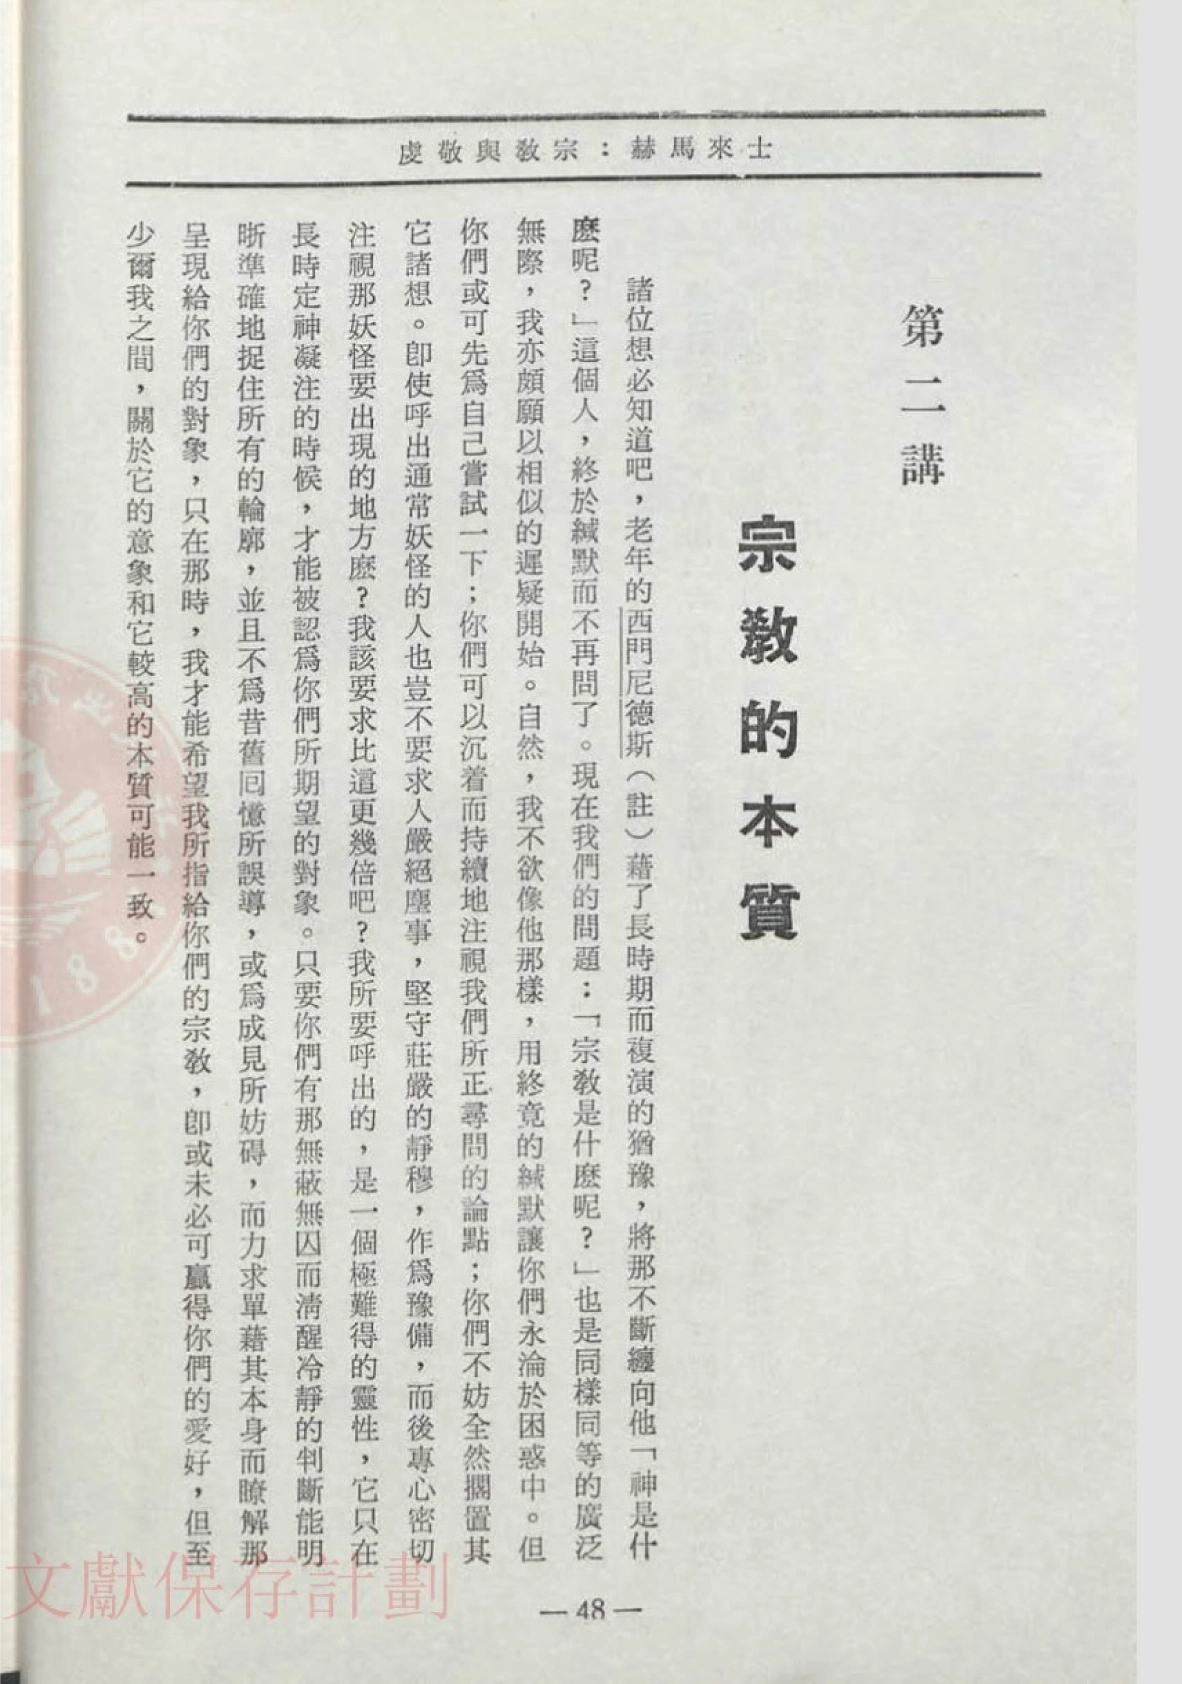 士來馬赫：宗教與敬虔
第二講
宗教的本質
諸位想必知道吧，老年的西門尼德斯（註）藉了長時期而複演的猶豫，將那不斷纏向他「神是什
麽呢？」這個人，終於緘默而不再問了。現在我們的問題：「宗教是什麽呢？」也是同樣同等的廣泛
無際，我亦頗願以相似的遲疑開始。自然，我不欲像他那樣，用終竟的緘默讓你們永淪於困惑中。但
你們或可先爲自己嘗試一下；你們可以沉着而持續地注視我們所正尋問的論點；你們不妨全然擱置其
它諸想。卽使呼出通常妖怪的人也豈不要求人嚴絕塵事，堅守莊嚴的靜穆，作爲豫備，而後專心密切
注視那妖怪要出現的地方麽？我該要求比這更幾倍吧？我所要呼出的，是一個極難得的靈性，它只在
長時定神凝注的時候，才能被認爲你們所期望的對象。只要你們有那無蔽無囚而淸醒冷靜的判斷能明
晰準確地捉住所有的輪廓，並且不爲昔舊囘憶所誤導，或爲成見所妨碍，而力求單藉其本身而瞭解那
呈現給你們的對象，只在那時，我才能希望我所指給你們的宗教，卽或未必可贏得你們的愛好，但至
少爾我之間，關於它的意象和它較高的本質可能一致。
—48—
文獻保存計劃
188